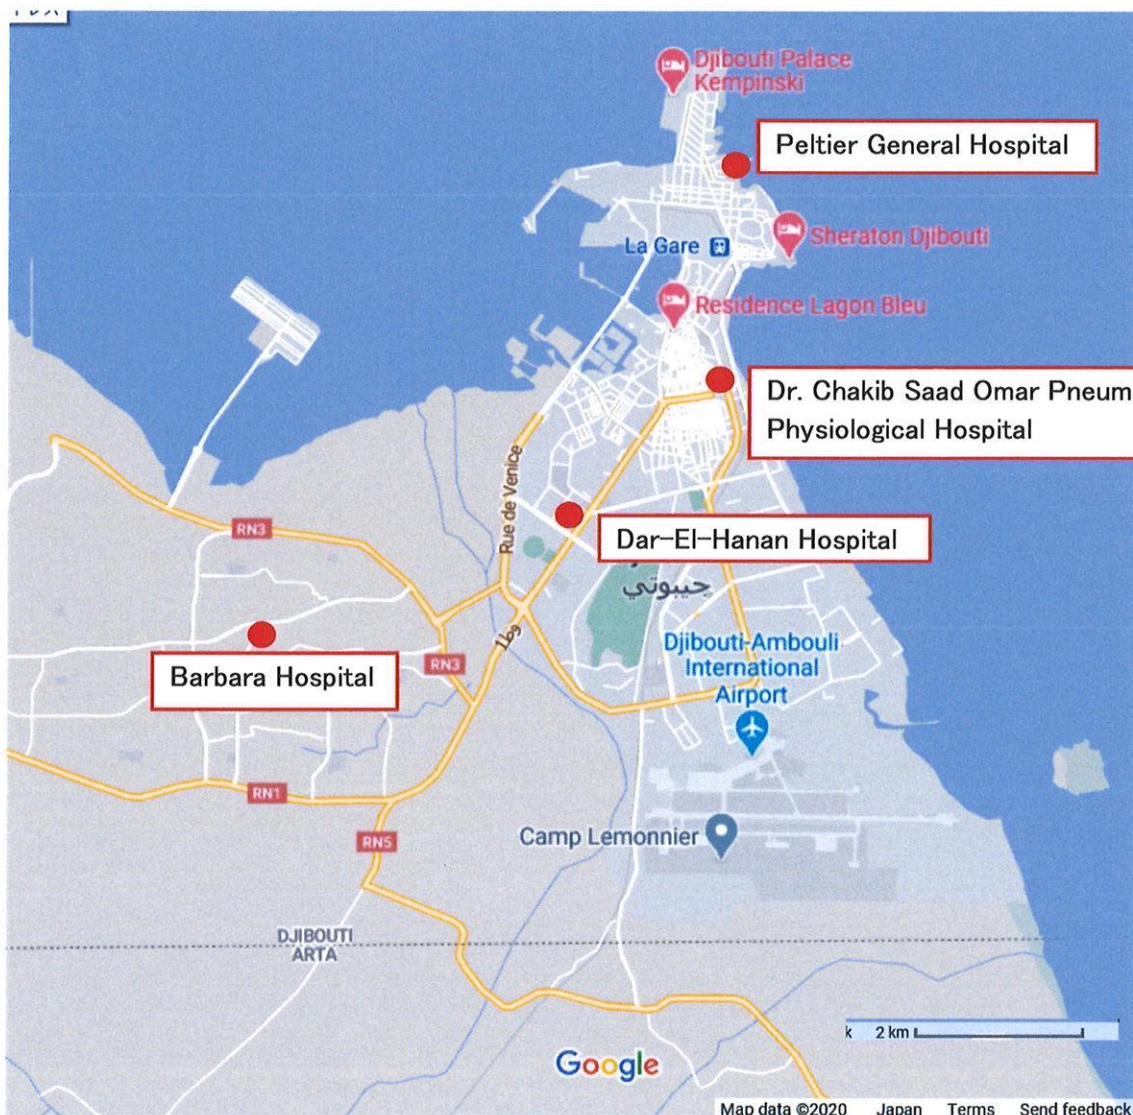 Djibouti Palace
Kempinski
Peltier General Hospital
Sheraton Djibouti
La Gare
Residence Lagon Bleu
Dr. Chakib Saad Omar Pneum
Physiological Hospital
Rue de Venice
RN3
Dar-El-Hanan Hospital
جيبوتي
Djibouti-Ambouli
International
Airport
RN3
Barbara Hospital
RN1
Camp Lemonnier
RN5
DJIBOUTI
ARTA
k 2 km
Google
Map data ©2020 Japan Terms Send feedback